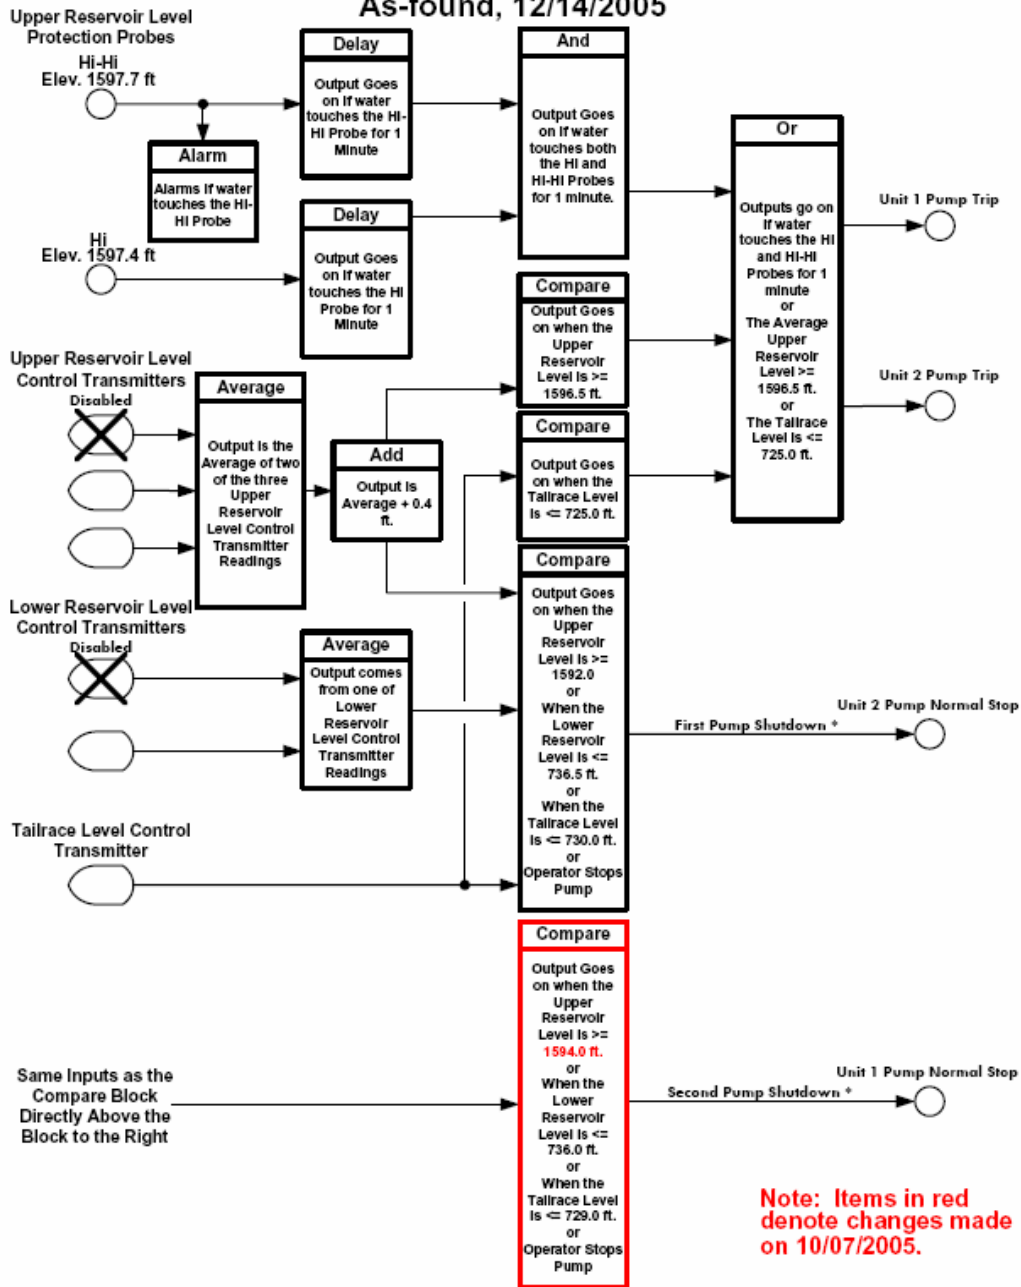 As-found, 12/14/2005
Upper Reservoir Level
Protection Probes
Hi-Hi
Elev. 1597.7 ft
Alarm
Alarms if water
touches the Hi-
Hi Probe
Hi
Elev. 1597.4 ft
Delay
Output Goes
on if water
touches the Hi-
Hi Probe for 1
Minute
Delay
Output Goes
on if water
touches the Hi
Probe for 1
Minute
And
Output Goes
on if water
touches both
the Hi and
Hi-Hi Probes
for 1 minute.
Or
Outputs go on
if water
touches the Hi
and Hi-Hi
Probes for 1
minute
or
The Average
Upper
Reservoir
Level >=
1596.5 ft.
or
The Tailrace
Level is <=
725.0 ft.
Unit 1 Pump Trip
Unit 2 Pump Trip
Upper Reservoir Level
Control Transmitters
Disabled
Average
Output is the
Average of two
of the three
Upper
Reservoir
Level Control
Transmitter
Readings
Add
Output is
Average + 0.4
ft.
Compare
Output Goes
on when the
Upper
Reservoir
Level is >=
1596.5 ft.
Compare
Output Goes
on when the
Tailrace Level
is <= 725.0 ft.
Lower Reservoir Level
Control Transmitters
Disabled
Average
Output comes
from one of
Lower
Reservoir
Level Control
Transmitter
Readings
Compare
Output Goes
on when the
Upper
Reservoir
Level is >=
1592.0
or
When the
Lower
Reservoir
Level is <=
736.5 ft.
or
When the
Tailrace Level
is <= 730.0 ft.
or
Operator Stops
Pump
First Pump Shutdown *
Unit 2 Pump Normal Stop
Tailrace Level Control
Transmitter
Same Inputs as the
Compare Block
Directly Above the
Block to the Right
Compare
Output Goes
on when the
Upper
Reservoir
Level is >=
1594.0 ft.
or
When the
Lower
Reservoir
Level is <=
736.0 ft.
or
When the
Tailrace Level
is <= 729.0 ft.
or
Operator Stops
Pump
Second Pump Shutdown *
Unit 1 Pump Normal Stop
Note: Items in red
denote changes made
on 10/07/2005.